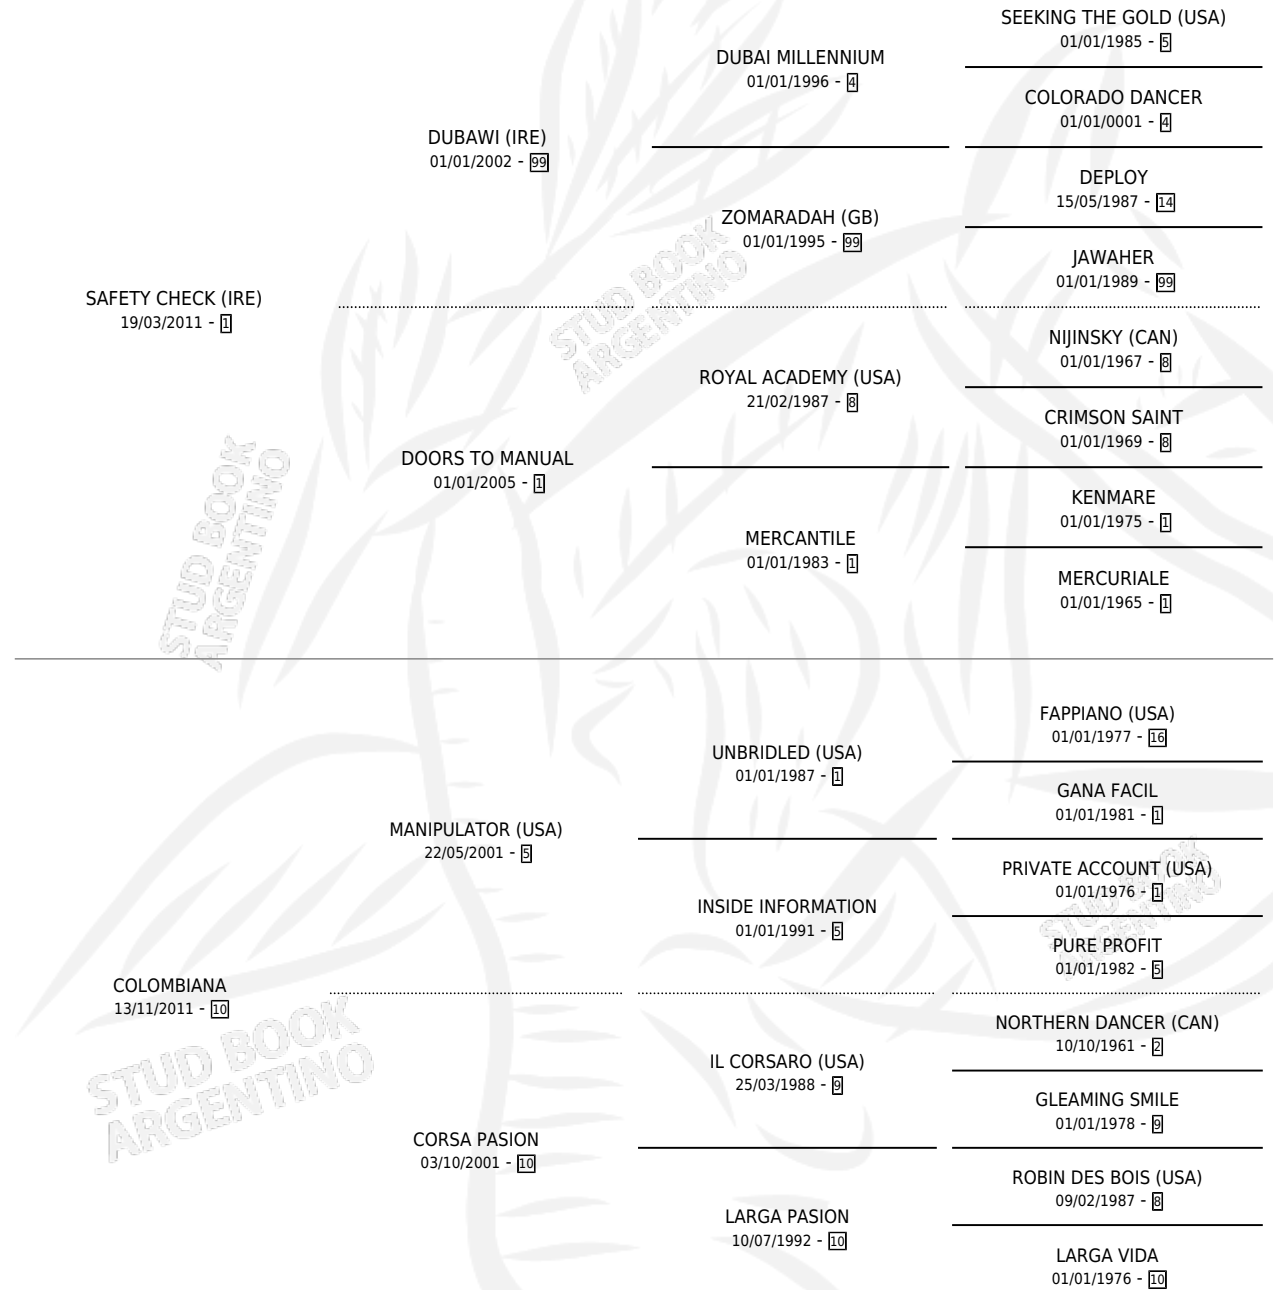 SEEKING THE GOLD (USA)
01/01/1985 - 5
DUBAI MILLENNIUM
01/01/1996 - 4
COLORADO DANCER
01/01/0001 - 4
DUBAWI (IRE)
01/01/2002 - 99
DEPLOY
15/05/1987 - 14
ZOMARADAH (GB)
01/01/1995 - 99
JAWAHER
01/01/1989 - 99
SAFETY CHECK (IRE)
19/03/2011 - 1
STUD BOOK
ARGENTINO
NIJINSKY (CAN)
01/01/1967 - 8
ROYAL ACADEMY (USA)
21/02/1987 - 8
CRIMSON SAINT
01/01/1969 - 8
DOORS TO MANUAL
01/01/2005 - 1
KENMARE
01/01/1975 - 1
MERCANTILE
01/01/1983 - 1
MERCURIALE
01/01/1965 - 1
STUD BOOK
ARGENTINO
FAPPIANO (USA)
01/01/1977 - 16
UNBRIDLED (USA)
01/01/1987 - 1
GANA FACIL
01/01/1981 - 1
MANIPULATOR (USA)
22/05/2001 - 5
PRIVATE ACCOUNT (USA)
01/01/1976 - 1
INSIDE INFORMATION
01/01/1991 - 5
STUD BOOK
ARGENTINO
PURE PROFIT
01/01/1982 - 5
COLOMBIANA
13/11/2011 - 10
NORTHERN DANCER (CAN)
10/10/1961 - 2
IL CORSARO (USA)
25/03/1988 - 9
STUD BOOK
ARGENTINO
GLEAMING SMILE
01/01/1978 - 9
CORSA PASION
03/10/2001 - 10
ROBIN DES BOIS (USA)
09/02/1987 - 8
LARGA PASION
10/07/1992 - 10
LARGA VIDA
01/01/1976 - 10